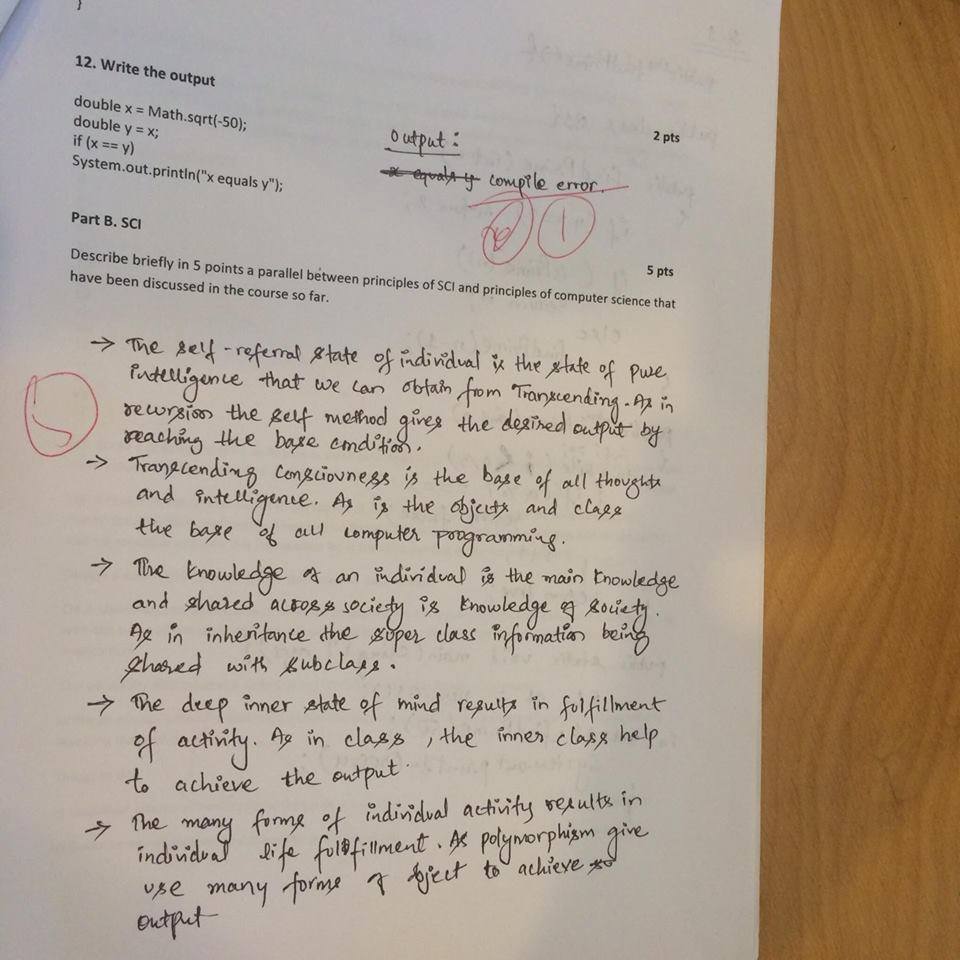 }
12. Write the output
2 pts
double x = Math.sqrt(-50);
double y = x;
if (x == y)
System.out.println("x equals y");
Output:
x equals y compile error.
1
Part B. SCI
5 pts
Describe briefly in 5 points a parallel between principles of SCI and principles of computer science that
have been discussed in the course so far.
5
→ The self-referral state of individual is the state of pure
intelligence that we can obtain from Transcending. As in
recursion the self method gives the desired output by
reaching the base condition.
→ Transcending Consciovness is the base of all thoughts
and intelligence. As is the objects and class
the base of all computer programming.
→ The knowledge of an individual is the main knowledge
and shared across society is knowledge of society.
As in inheritance the super class information being
shared with subclass.
→ The deep inner state of mind results in fulfillment
of activity. As in class, the inner class help
to achieve the output.
→ The many forms of individual activity results in
individual life fulfillment. As polymorphism give
use many forms of object to achieve
output